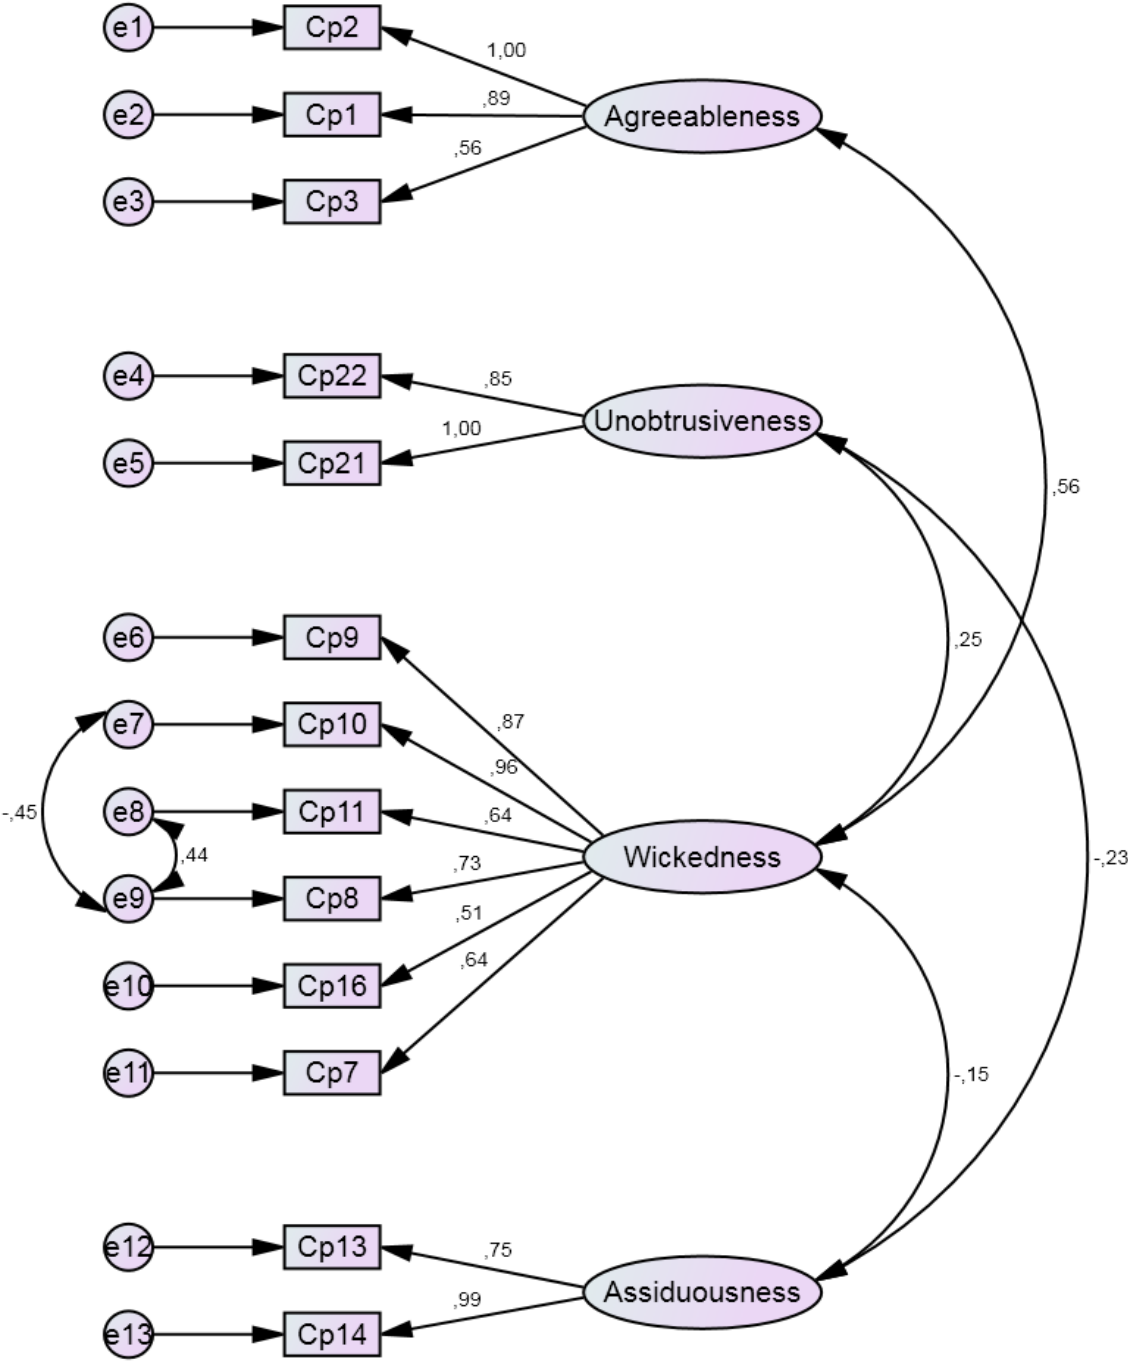 e1 Cp2
1,00
e2 Cp1 ,89 Agreeableness
,56
e3 Cp3
e4 Cp22 ,85
Unobtrusiveness
1,00
e5 Cp21
,56
e6 Cp9 ,25
,87
e7 Cp10
,96
-,45 e8 Cp11 ,64
,44 Wickedness -,23
,73
e9 Cp8
,51
,64
e10 Cp16
e11 Cp7 -,15
e12 Cp13 ,75
Assiduousness
,99
e13 Cp14